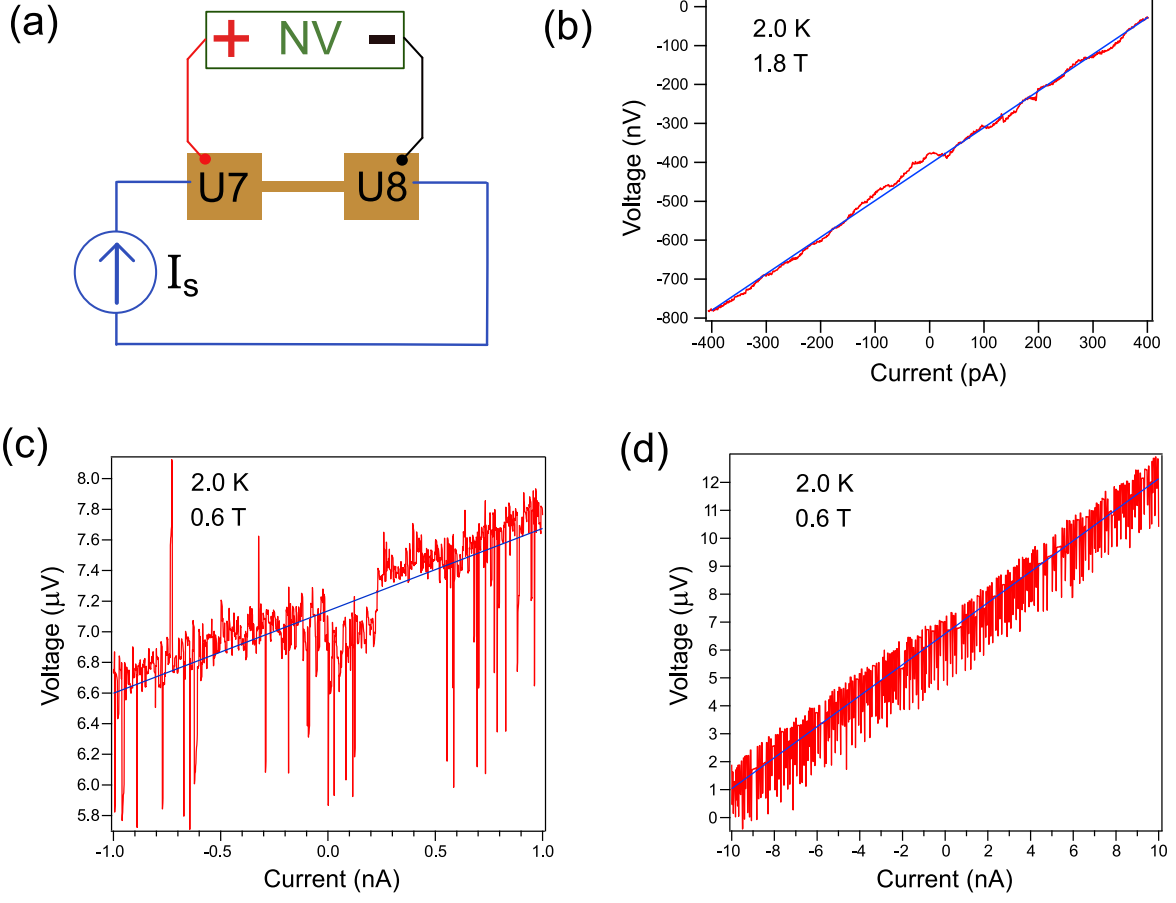 (a)
+ NV -
U7 U8
Is
(b)
2.0 K
1.8 T
0
-100
-200
-300
-400
-500
-600
-700
-800
Voltage (nV)
-400 -300 -200 -100 0 100 200 300 400
Current (pA)
(c)
2.0 K
0.6 T
8.0
7.8
7.6
7.4
7.2
7.0
6.8
6.6
6.4
6.2
6.0
5.8
Voltage (μV)
-1.0 -0.5 0.0 0.5 1.0
Current (nA)
(d)
2.0 K
0.6 T
12
11
10
9
8
7
6
5
4
3
2
1
0
Voltage (μV)
-10 -8 -6 -4 -2 0 2 4 6 8 10
Current (nA)